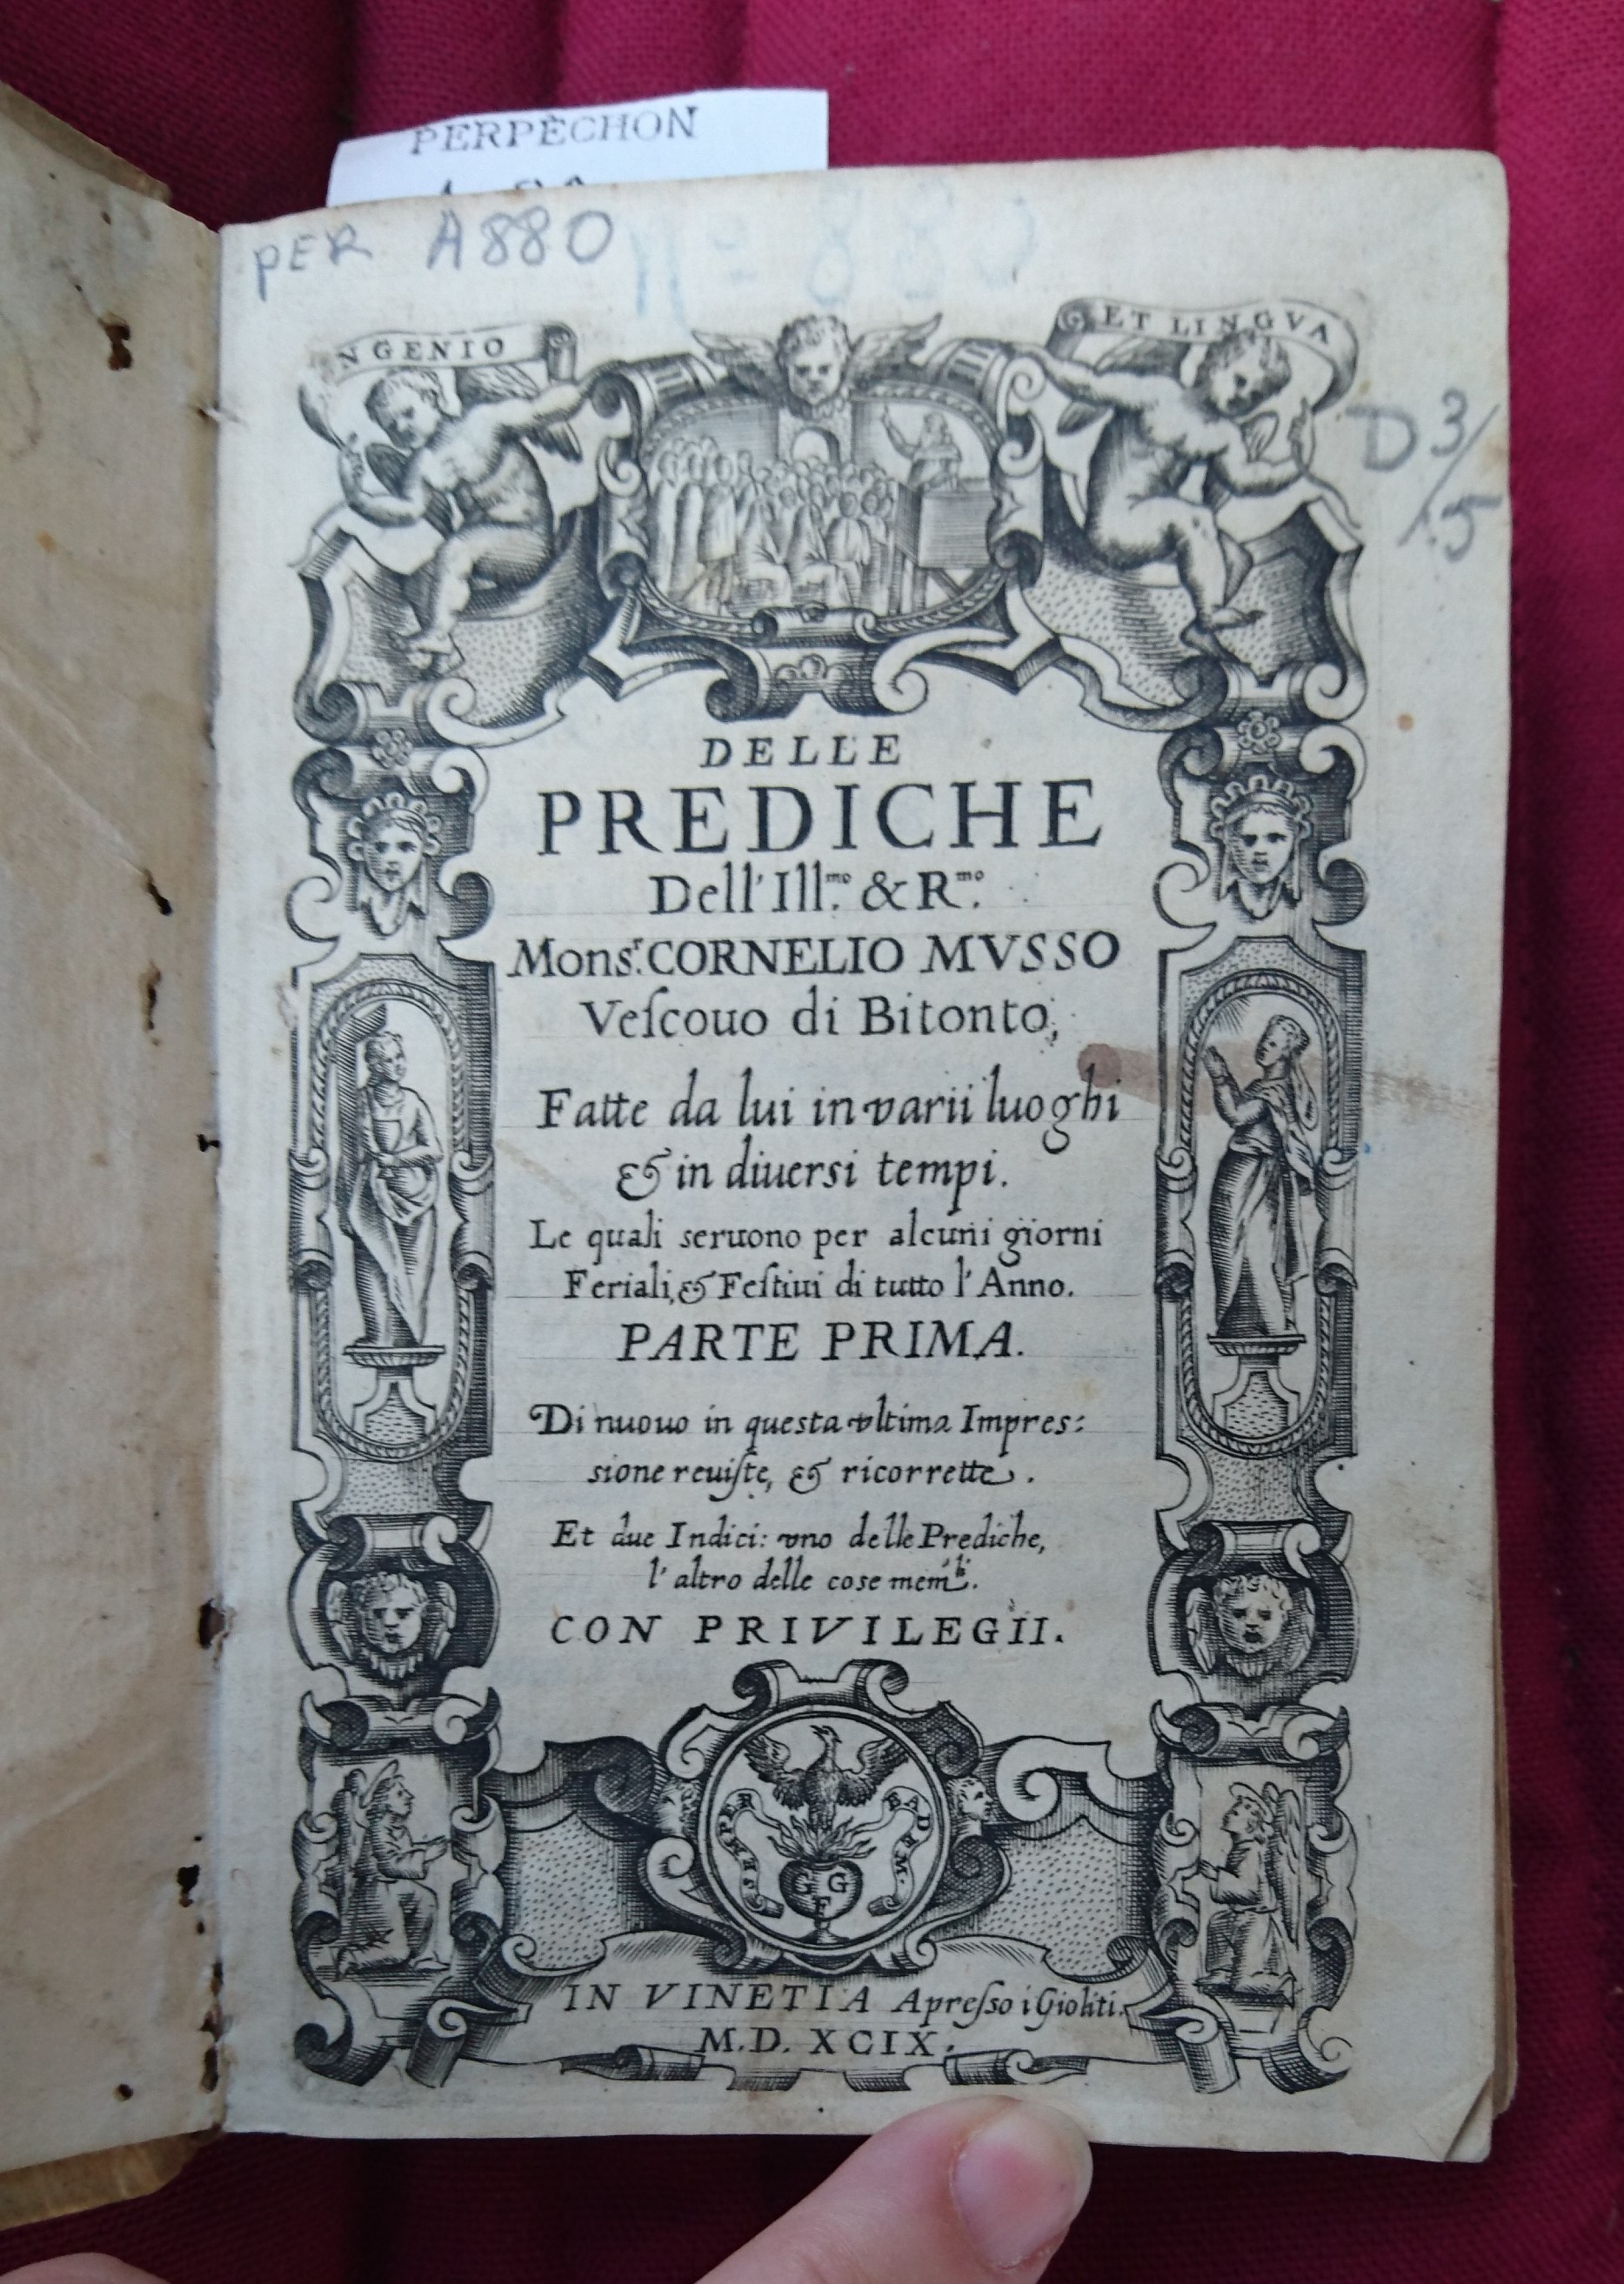 PERPÈCHON
PER A880
nº 880
NGENIO
ET LINGVA
D3/5
DELLE
PREDICHE
Dell' Ill.mo & R.mo
Mons.r CORNELIO MVSSO
Veſcouo di Bitonto,
Fatte da lui in varii luoghi
& in diuersi tempi.
Le quali seruono per alcuni giorni
Feriali, & Feſtiui di tutto l'Anno.
PARTE PRIMA.
Di nuouo in questa vltima Impres:
sione reuiſte, & ricorrette.
Et due Indici: vno delle Prediche,
l'altro delle cose mem.li
CON PRIVILEGII.
SEMPER EADEM.
G G
F
IN VINETIA Apreſso i Gioliti.
M.D.XCIX.